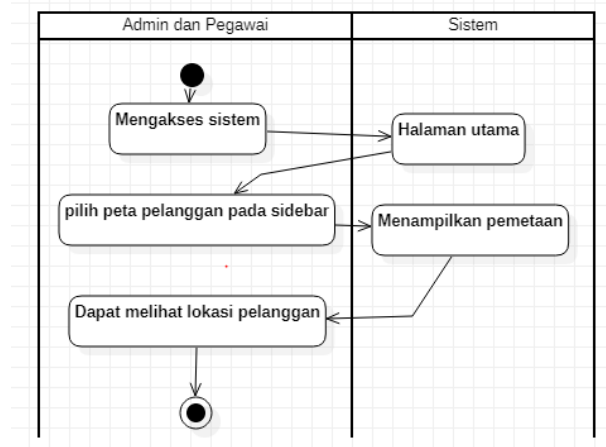 Admin dan Pegawai
Sistem
Mengakses sistem
Halaman utama
pilih peta pelanggan pada sidebar
Menampilkan pemetaan
Dapat melihat lokasi pelanggan